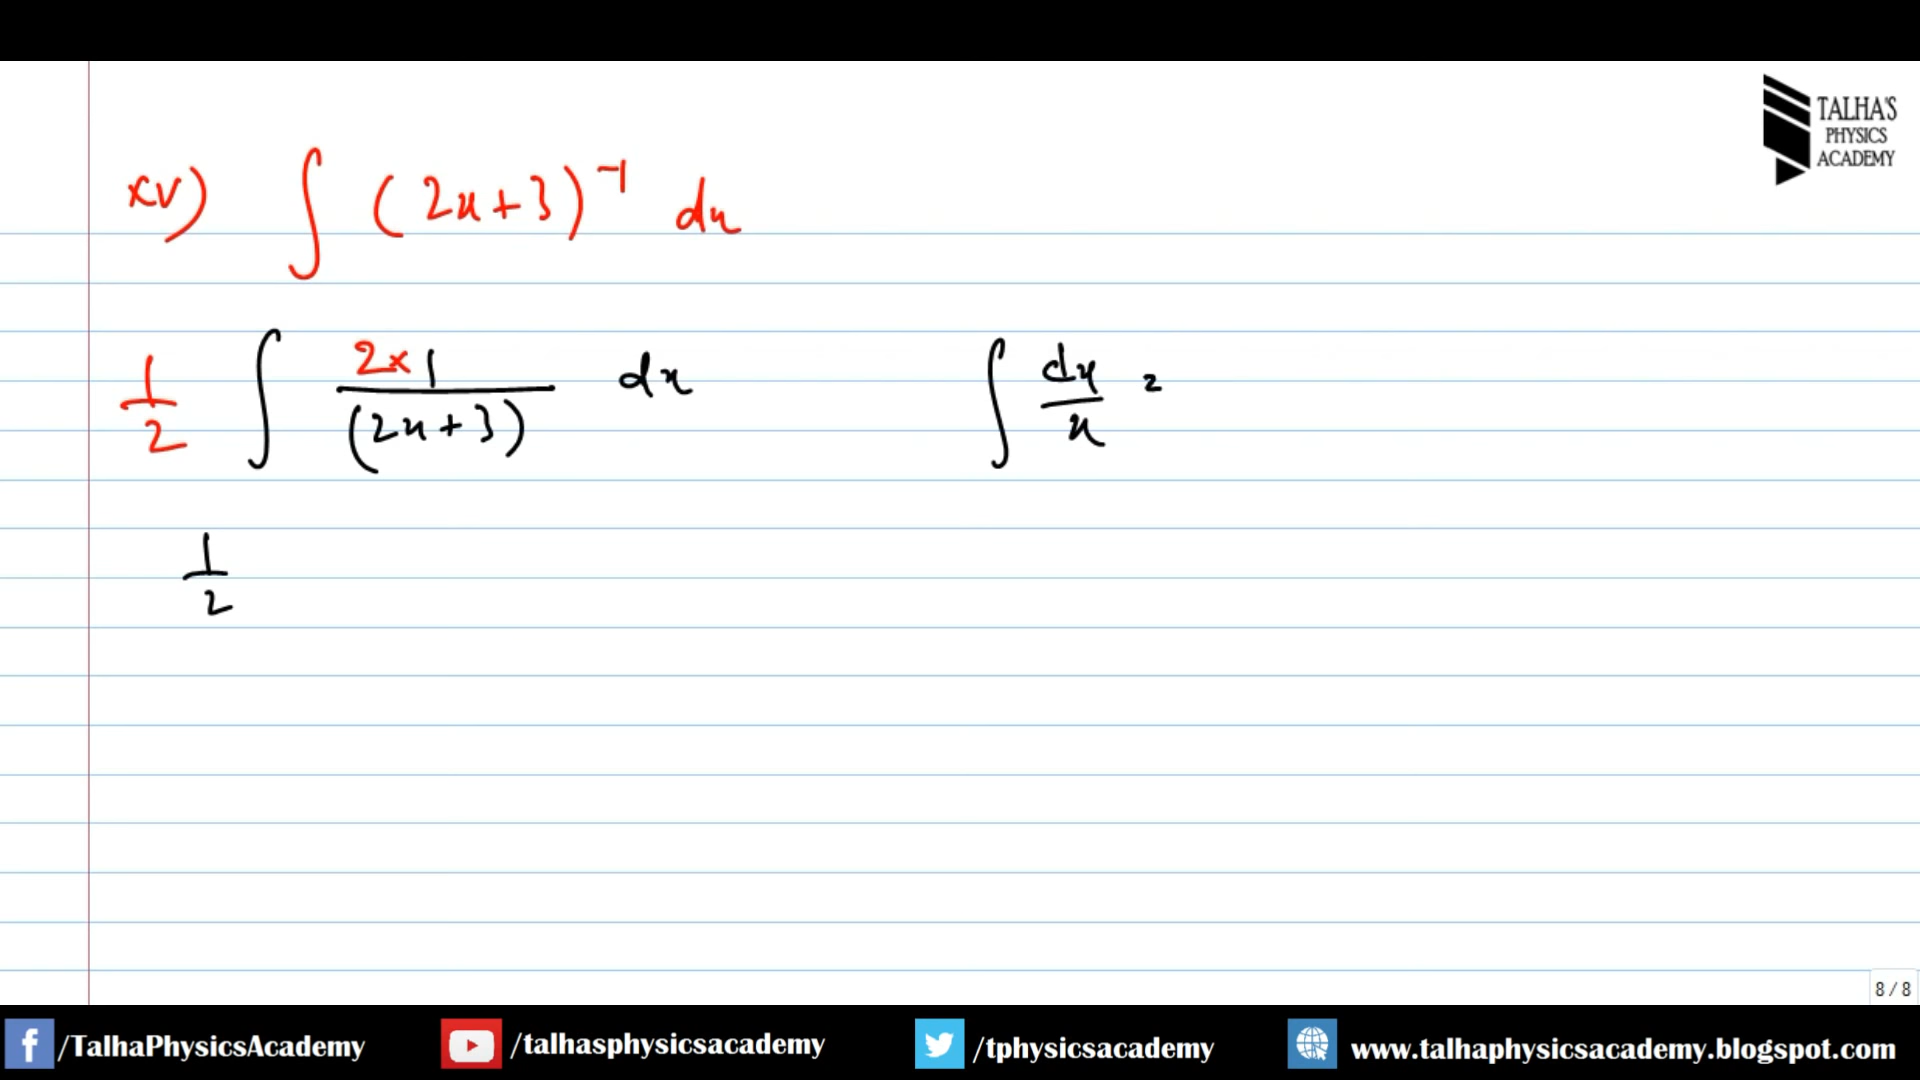 TALHA'S
PHYSICS
ACADEMY
xv) ∫ (2x+3)⁻¹ dx
1/2 ∫ 2×1/(2x+3) dx
∫ dx/x =
1/2
8 / 8
/TalhaPhysicsAcademy
/talhasphysicsacademy
/tphysicsacademy
www.talhaphysicsacademy.blogspot.com